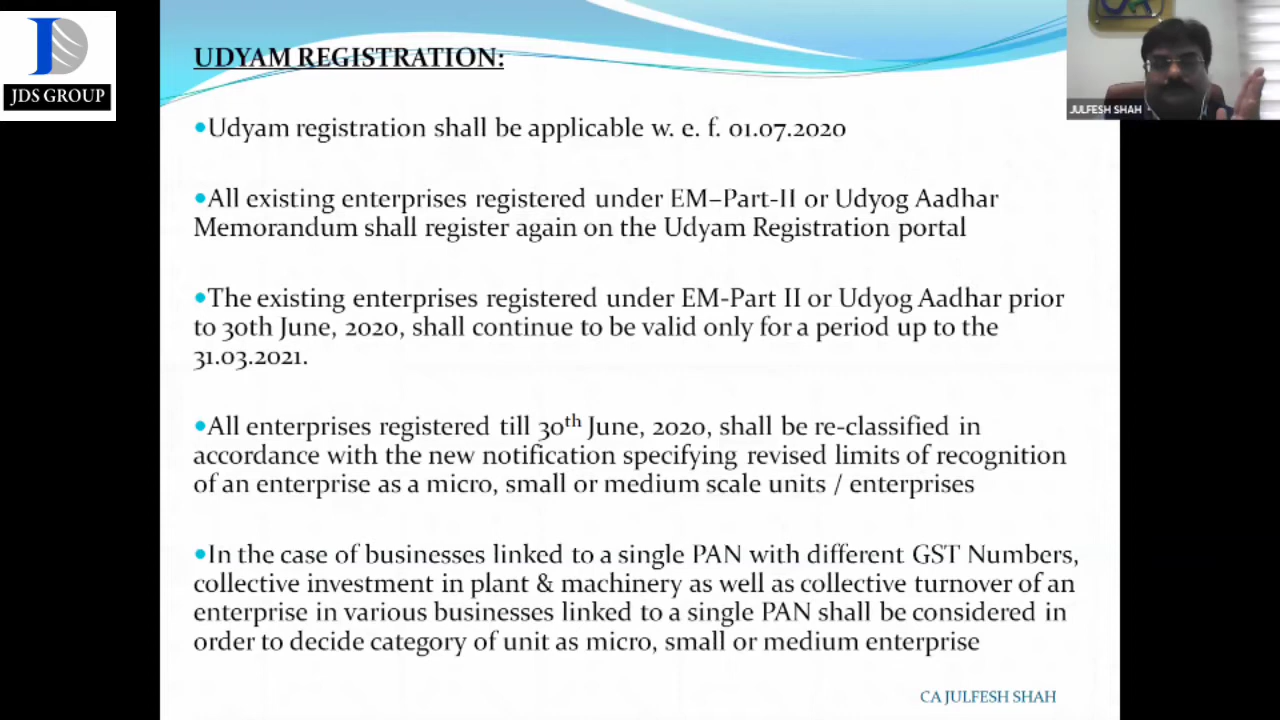 JDS GROUP
UDYAM REGISTRATION:
JULFESH SHAH
•Udyam registration shall be applicable w. e. f. 01.07.2020
•All existing enterprises registered under EM–Part-II or Udyog Aadhar
Memorandum shall register again on the Udyam Registration portal
•The existing enterprises registered under EM-Part II or Udyog Aadhar prior
to 30th June, 2020, shall continue to be valid only for a period up to the
31.03.2021.
•All enterprises registered till 30th June, 2020, shall be re-classified in
accordance with the new notification specifying revised limits of recognition
of an enterprise as a micro, small or medium scale units / enterprises
•In the case of businesses linked to a single PAN with different GST Numbers,
collective investment in plant & machinery as well as collective turnover of an
enterprise in various businesses linked to a single PAN shall be considered in
order to decide category of unit as micro, small or medium enterprise
CA JULFESH SHAH